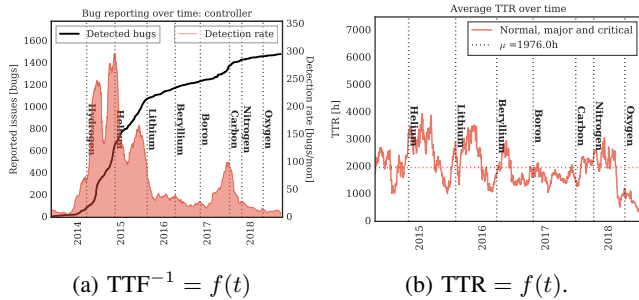 Bug reporting over time: controller
Detected bugs
Detection rate
Reported issues [bugs]
1600
1400
1200
1000
800
600
400
200
0
Hydrogen
Helium
Lithium
Beryllium
Boron
Carbon
Nitrogen
Oxygen
350
300
250
200
150
100
50
0
Detection rate
[bugs/mon]
2014
2015
2016
2017
2018
(a) TTF⁻¹ = f(t)
Average TTR over time
Normal, major and critical
μ =1976.0h
TTR [h]
7000
6000
5000
4000
3000
2000
1000
0
Helium
Lithium
Beryllium
Boron
Carbon
Nitrogen
Oxygen
2015
2016
2017
2018
(b) TTR = f(t).